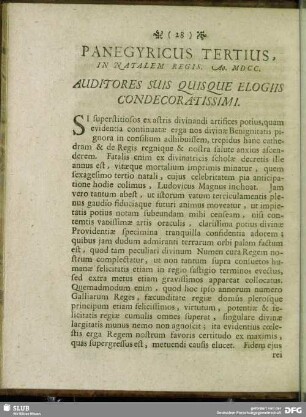 ( 28 )
PANEGYRICUS TERTIUS,
IN NATALEM REGIS. Ao. MDCC.
AUDITORES SUIS QUISQUE ELOGIIS
CONDECORATISSIMI.
SI superstitiosos ex astris divinandi artifices potius, quam
evidentia continuatæ erga nos divinæ Benignitatis pi-
gnora in consilium adhibuissem, trepidus hanc cathe-
dram & de Regis regnique & nostra salute anxius ascen-
derem. Fatalis enim ex divinatricis scholæ decretis ille
annus est, vitæque mortalium imprimis minatur, quem
sexagesimo tertio natali, cujus celebritatem pia anticipa-
tione hodie colimus, Ludovicus Magnus inchoat. Jam
vero tantum abest, ut istorum vatum terriculamentis ple-
nus gaudio fiduciaque futuri animus moveatur, ut impie-
tatis potius notam subeundum mihi censeam, nisi con-
temtis vanissimæ artis oraculis, clarissima potius divinæ
Providentiæ specimina tranquilla confidentia adorem;
quibus jam dudum admiranti terrarum orbi palam factum
est, quod tam peculiari divinum Numen cura Regem no-
strum complectatur, ut non tantum supra consuetos hu-
manæ felicitatis etiam in regio fastigio terminos evectus,
sed extra metus etiam gravissimos appareat collocatus.
Quemadmodum enim, quod hoc ipso annorum numero
Galliarum Reges, fæcunditate regiæ domus plerosque
principum etiam felicissimos, virtutum, potentiæ & fe-
licitatis regiæ cumulis omnes superat, singulare divinæ
largitatis munus nemo non agnoscit; ita evidentius cœle-
stis erga Regem nostrum favoris certitudo ex maximis,
quas supergressus est, metuendi causis elucet. Fidem ejus
rei
SLUB
DFG